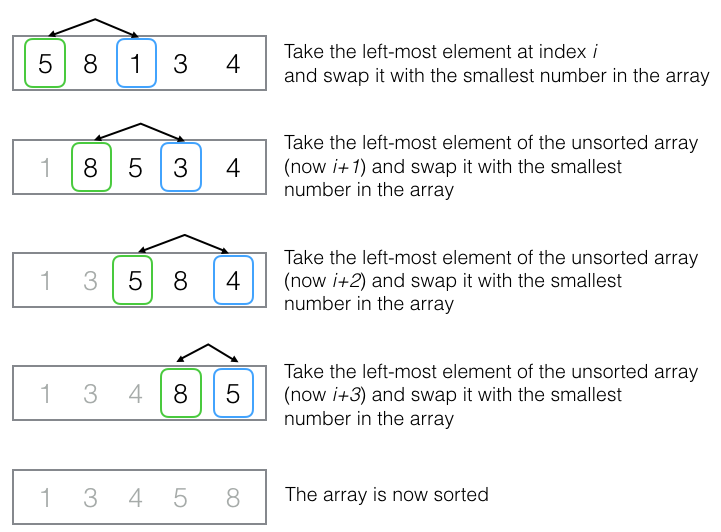 5 8 1 3 4
Take the left-most element at index i
and swap it with the smallest number in the array
1 8 5 3 4
Take the left-most element of the unsorted array
(now i+1) and swap it with the smallest
number in the array
1 3 5 8 4
Take the left-most element of the unsorted array
(now i+2) and swap it with the smallest
number in the array
1 3 4 8 5
Take the left-most element of the unsorted array
(now i+3) and swap it with the smallest
number in the array
1 3 4 5 8
The array is now sorted